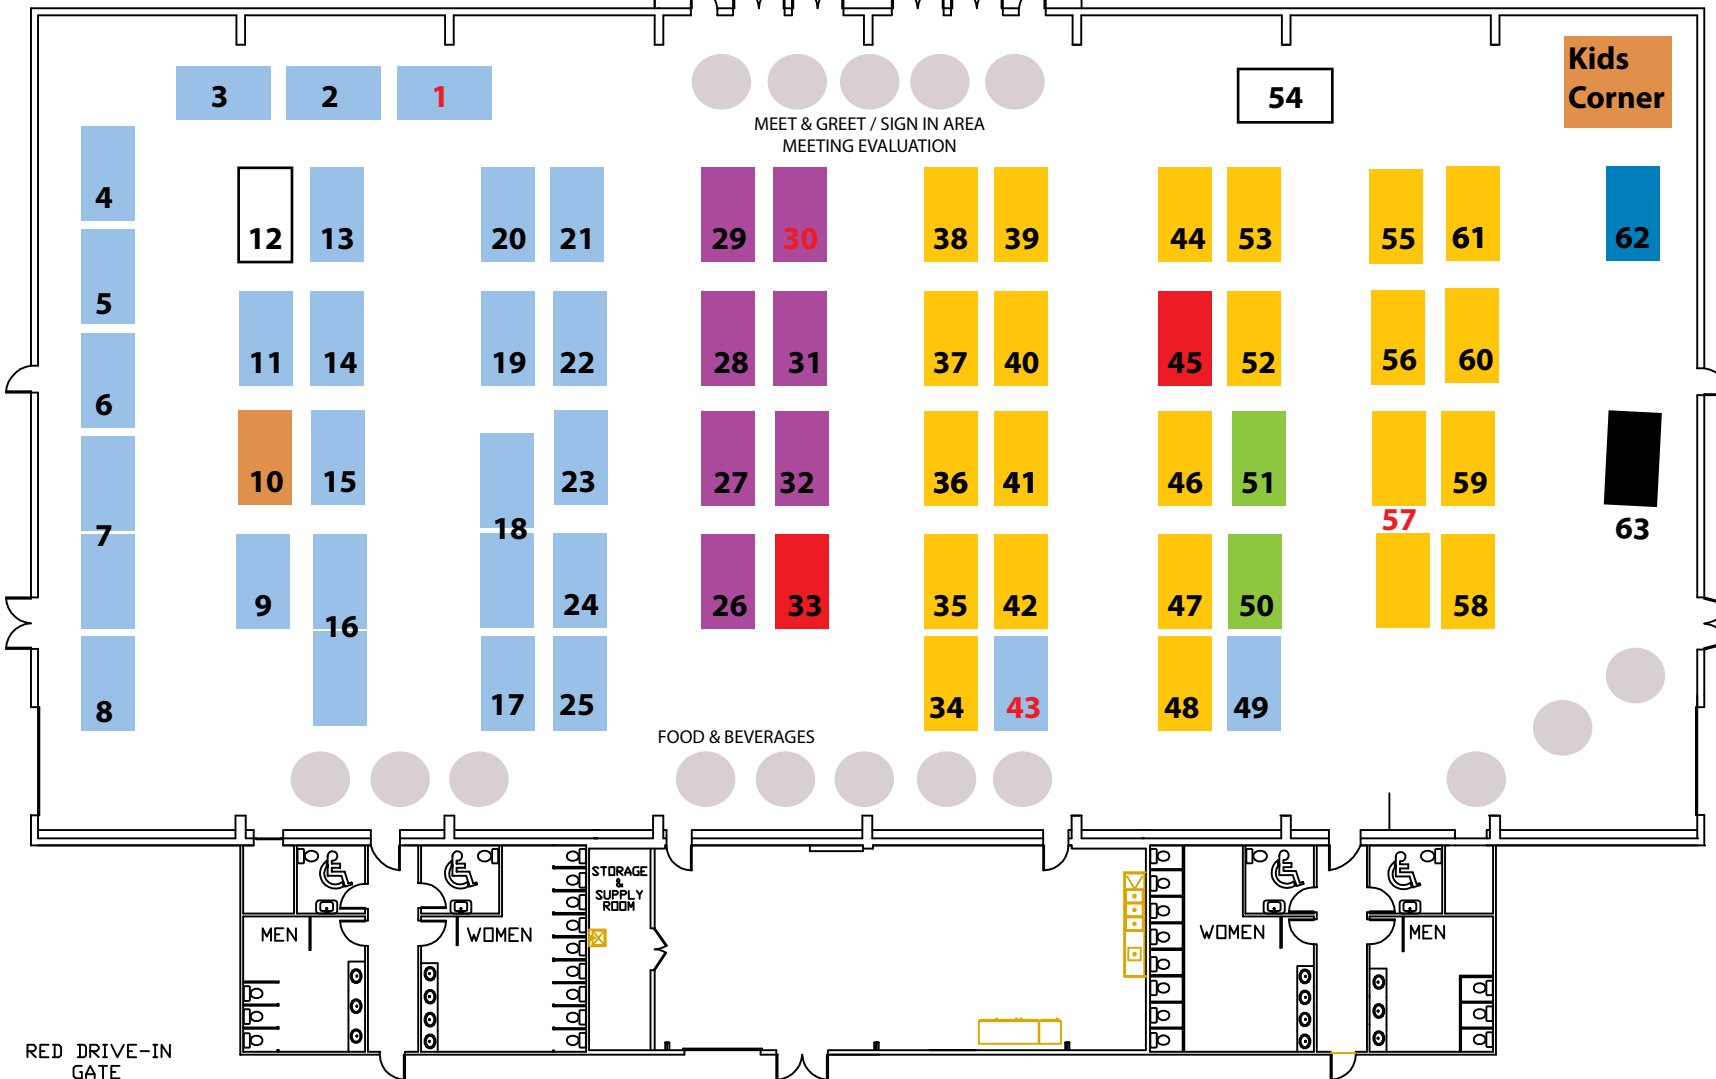 Kids
Corner
3 2 1 54
MEET & GREET / SIGN IN AREA
MEETING EVALUATION
4
12 13 20 21 29 30 38 39 44 53 55 61 62
5
11 14 19 22 28 31 37 40 45 52 56 60
6
10 15 23 27 32 36 41 46 51 59
57
7 18 63
9 24 26 33 35 42 47 50 58
16
8 17 25 34 43 48 49
FOOD & BEVERAGES
STORAGE
&
SUPPLY
ROOM
MEN WOMEN WOMEN MEN
RED DRIVE-IN
GATE